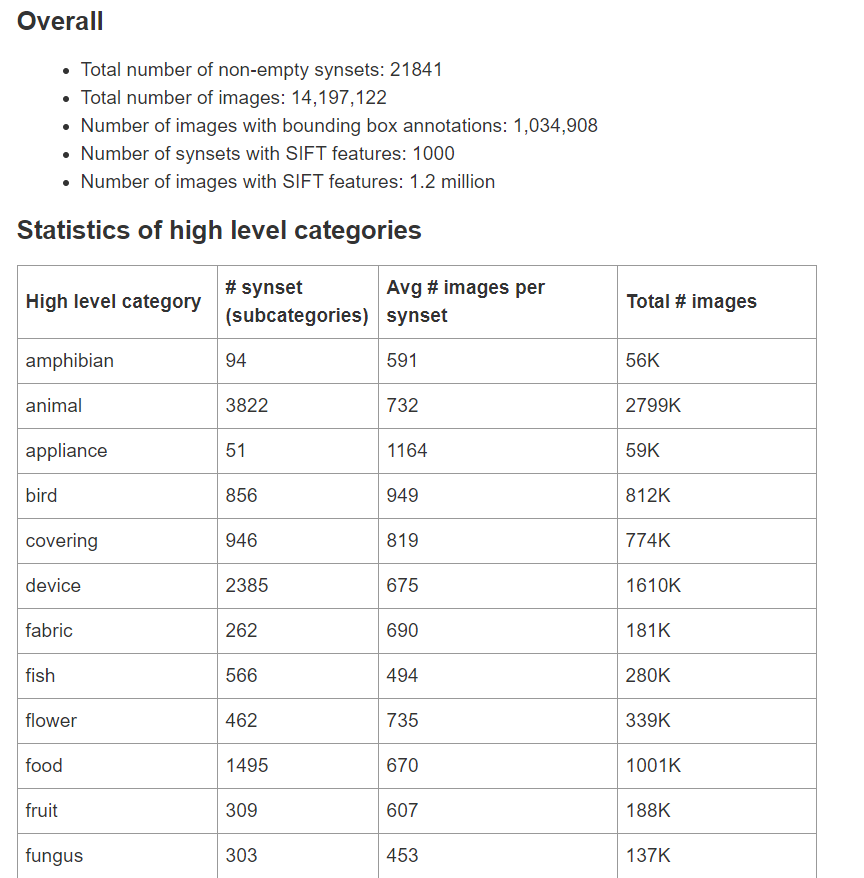 Overall
• Total number of non-empty synsets: 21841
• Total number of images: 14,197,122
• Number of images with bounding box annotations: 1,034,908
• Number of synsets with SIFT features: 1000
• Number of images with SIFT features: 1.2 million
Statistics of high level categories
High level category # synset (subcategories) Avg # images per synset Total # images
amphibian 94 591 56K
animal 3822 732 2799K
appliance 51 1164 59K
bird 856 949 812K
covering 946 819 774K
device 2385 675 1610K
fabric 262 690 181K
fish 566 494 280K
flower 462 735 339K
food 1495 670 1001K
fruit 309 607 188K
fungus 303 453 137K